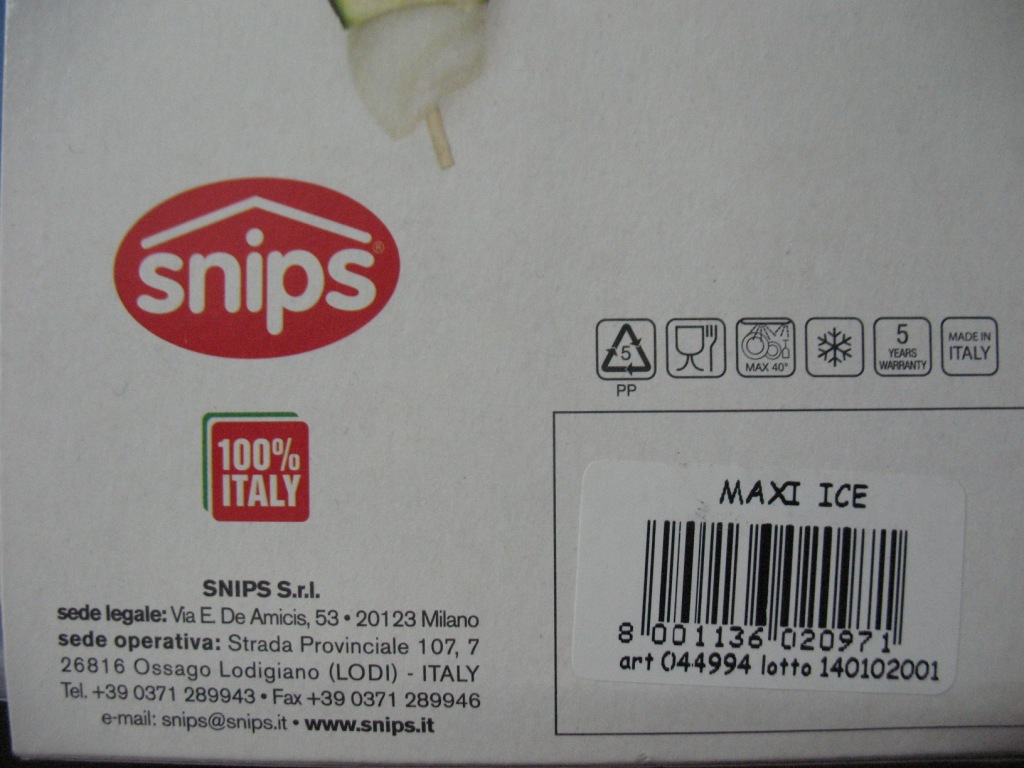 snips®
100%
ITALY
SNIPS S.r.l.
sede legale: Via E. De Amicis, 53 • 20123 Milano
sede operativa: Strada Provinciale 107, 7
26816 Ossago Lodigiano (LODI) - ITALY
Tel. +39 0371 289943 • Fax +39 0371 289946
e-mail: snips@snips.it • www.snips.it
5
PP
MAX 40°
5
YEARS
WARRANTY
MADE IN
ITALY
MAXI ICE
8 001136 020971
art 044994 lotto 140102001